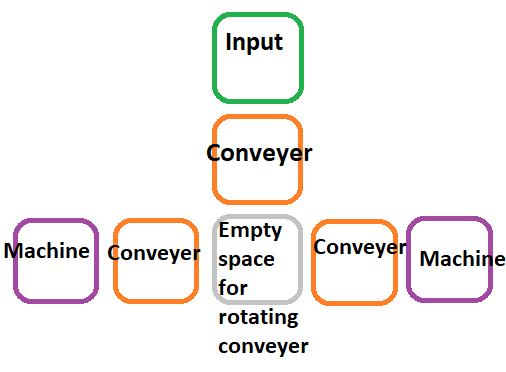 Input
Conveyer
Machine
Conveyer
Empty
space
for
rotating
conveyer
Conveyer
Machine